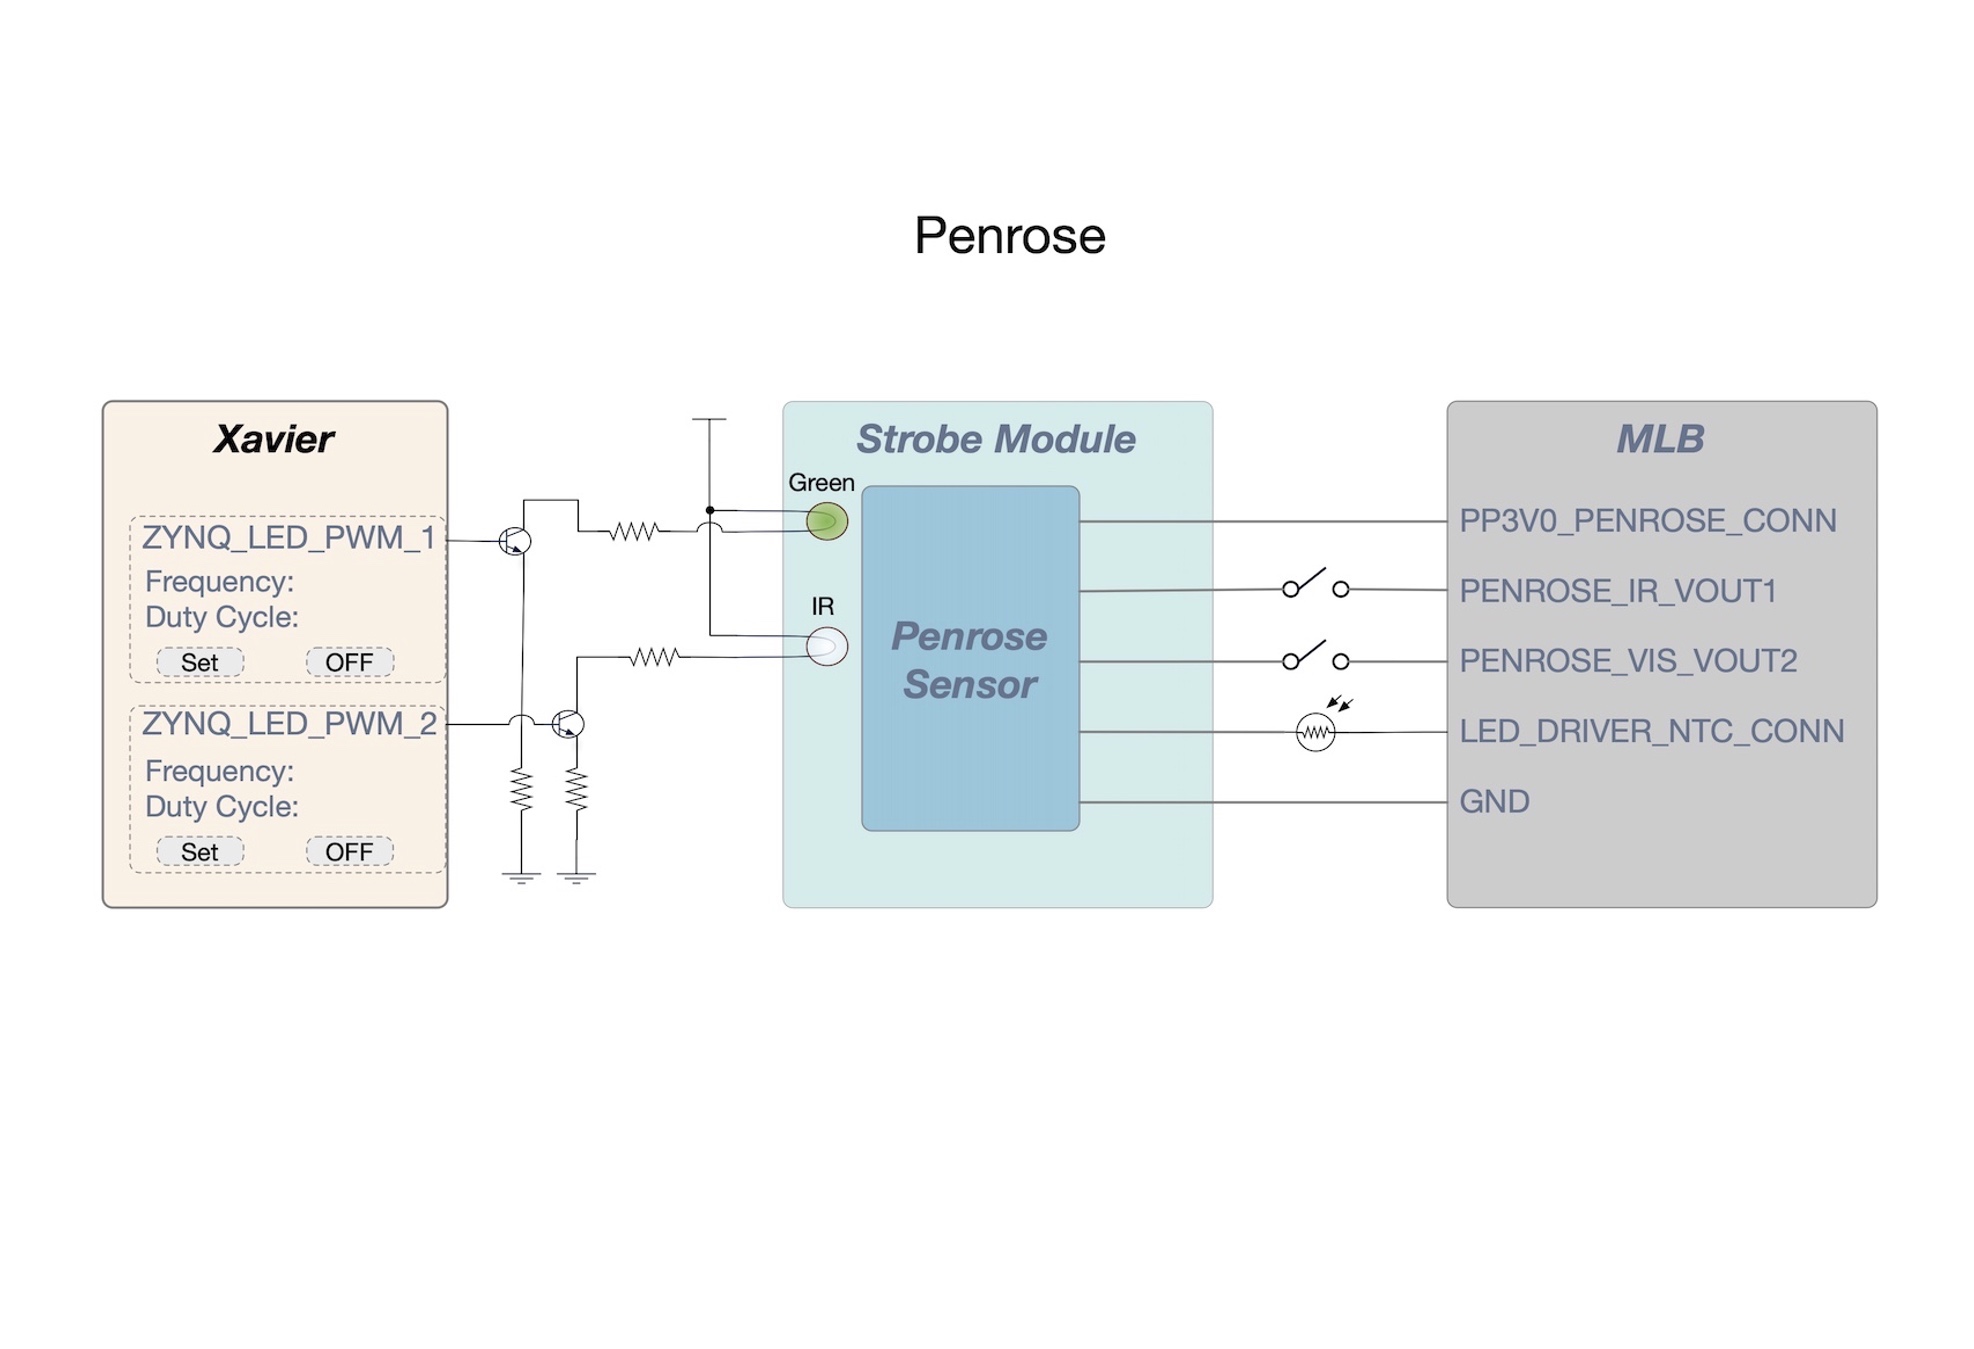 Penrose
Xavier
ZYNQ_LED_PWM_1
Frequency:
Duty Cycle:
Set OFF
ZYNQ_LED_PWM_2
Frequency:
Duty Cycle:
Set OFF
Strobe Module
Green
IR
Penrose
Sensor
MLB
PP3V0_PENROSE_CONN
PENROSE_IR_VOUT1
PENROSE_VIS_VOUT2
LED_DRIVER_NTC_CONN
GND